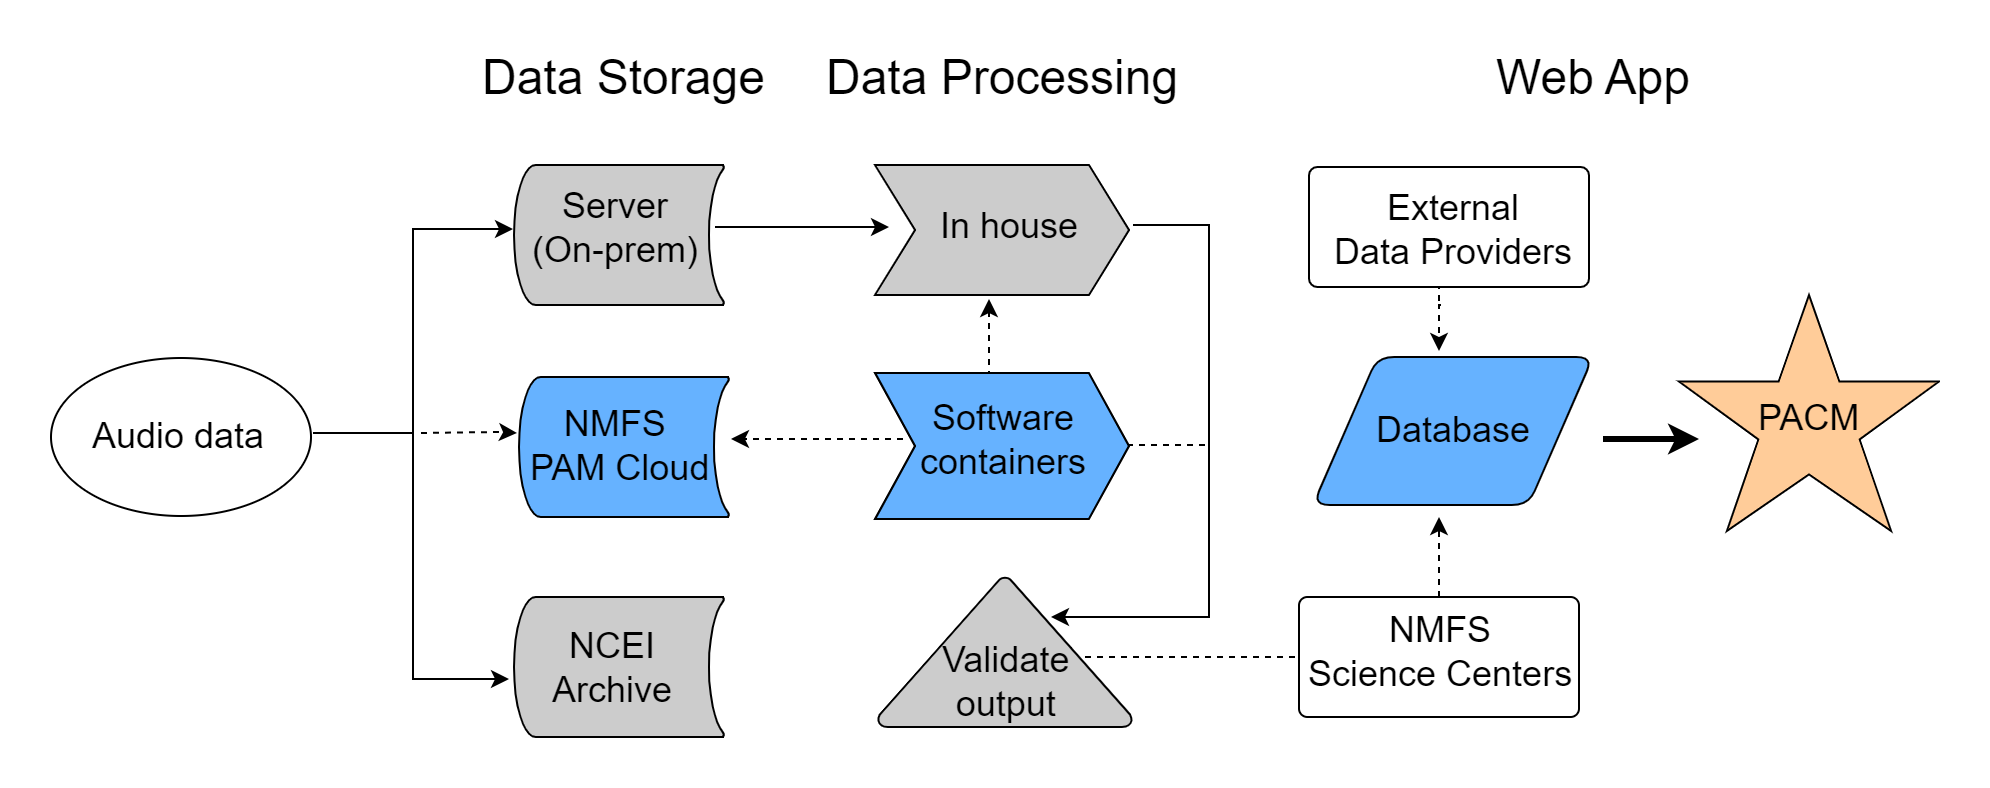 Data Storage
Data Processing
Web App
Server
(On-prem)
In house
External
Data Providers
Audio data
NMFS
PAM Cloud
Software
containers
Database
PACM
NCEI
Archive
Validate
output
NMFS
Science Centers